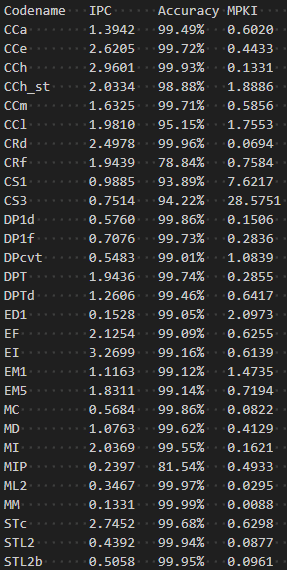 Codename IPC Accuracy MPKI
CCa 1.3942 99.49% 0.6020
CCe 2.6205 99.72% 0.4433
CCh 2.9601 99.93% 0.1331
CCh_st 2.0334 98.88% 1.8886
CCm 1.6325 99.71% 0.5856
CCl 1.9810 95.15% 1.7553
CRd 2.4978 99.96% 0.0694
CRf 1.9439 78.84% 0.7584
CS1 0.9885 93.89% 7.6217
CS3 0.7514 94.22% 28.5751
DP1d 0.5760 99.86% 0.1506
DP1f 0.7076 99.73% 0.2836
DPcvt 0.5483 99.01% 1.0839
DPT 1.9436 99.74% 0.2855
DPTd 1.2606 99.46% 0.6417
ED1 0.1528 99.05% 2.0973
EF 2.1254 99.09% 0.6255
EI 3.2699 99.16% 0.6139
EM1 1.1163 99.12% 1.4735
EM5 1.8311 99.14% 0.7194
MC 0.5684 99.86% 0.0822
MD 1.0763 99.62% 0.4129
MI 2.0369 99.55% 0.1621
MIP 0.2397 81.54% 0.4933
ML2 0.3467 99.97% 0.0295
MM 0.1331 99.99% 0.0088
STc 2.7452 99.68% 0.6298
STL2 0.4392 99.94% 0.0877
STL2b 0.5058 99.95% 0.0961